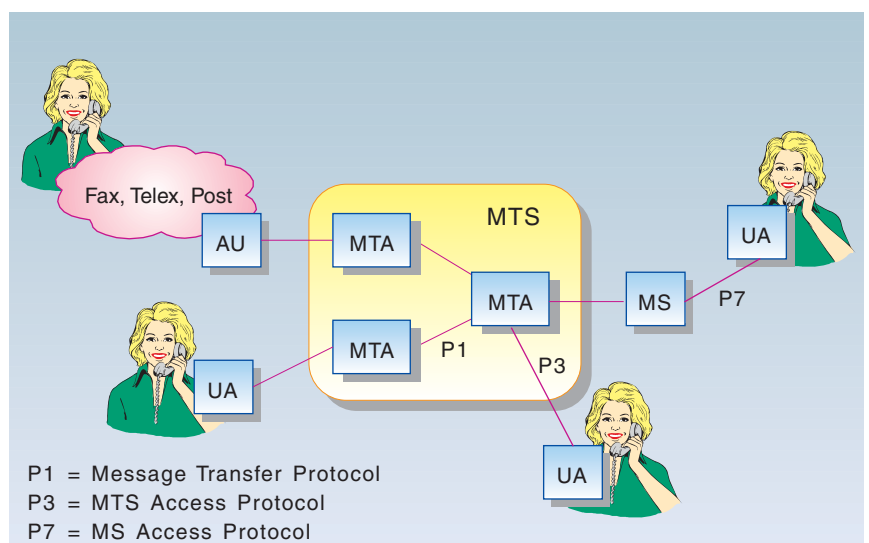 Fax, Telex, Post
AU
MTA
MTS
UA
MTA
MS
P7
MTA
P1
P3
UA
UA
P1 = Message Transfer Protocol
P3 = MTS Access Protocol
P7 = MS Access Protocol